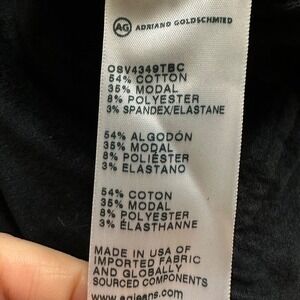 AG ADRIANO GOLDSCHMIED
OSV4349TBC
54% COTTON
35% MODAL
8% POLYESTER
3% SPANDEX/ELASTANE
54% ALGODÓN
35% MODAL
8% POLIÉSTER
3% ELASTANO
54% COTON
35% MODAL
8% POLYESTER
3% ÉLASTHANNE
MADE IN USA OF
IMPORTED FABRIC
AND GLOBALLY
SOURCED COMPONENTS
www.agjeans.com